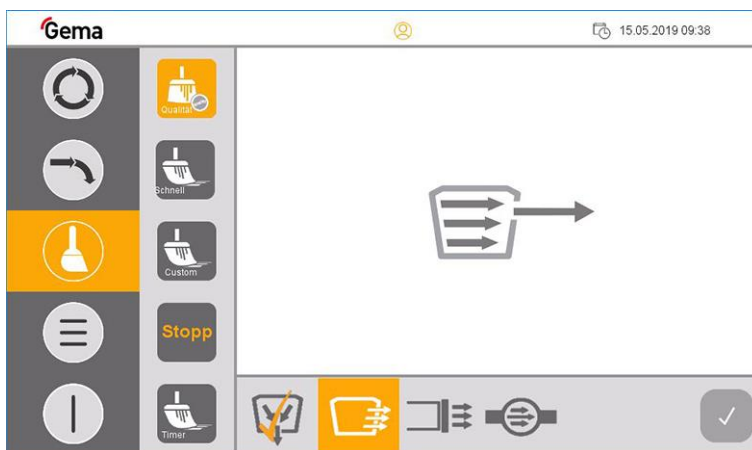 Gema
15.05.2019 09:38
Qualität
Schnell
Custom
Stopp
Timer